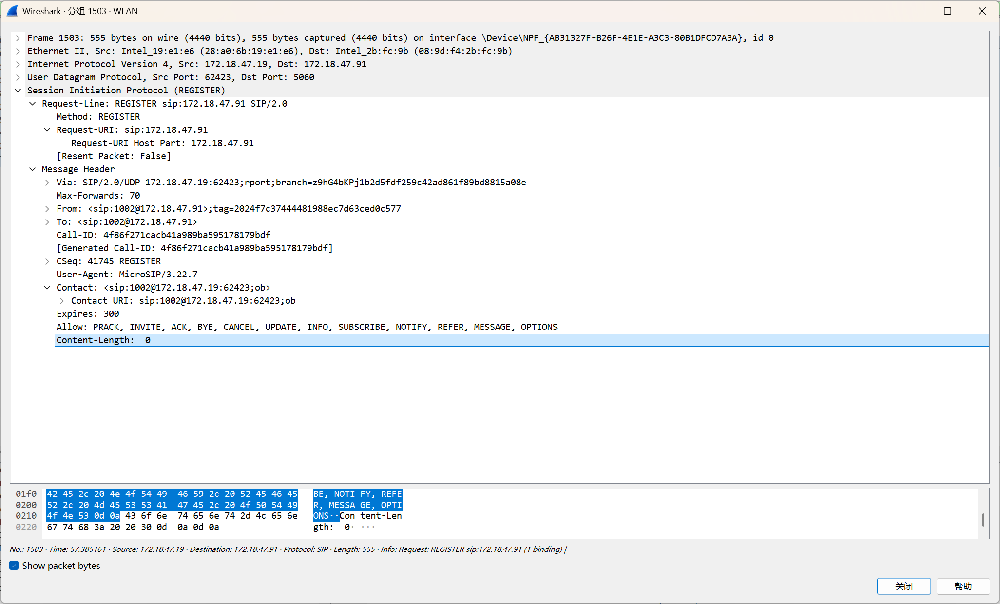 Wireshark · 分组 1503 · WLAN
Frame 1503: 555 bytes on wire (4440 bits), 555 bytes captured (4440 bits) on interface \Device\NPF_{AB31327F-B26F-4E1E-A3C3-80B1DFCD7A3A}, id 0
Ethernet II, Src: Intel_19:e1:e6 (28:a0:6b:19:e1:e6), Dst: Intel_2b:fc:9b (08:9d:f4:2b:fc:9b)
Internet Protocol Version 4, Src: 172.18.47.19, Dst: 172.18.47.91
User Datagram Protocol, Src Port: 62423, Dst Port: 5060
Session Initiation Protocol (REGISTER)
Request-Line: REGISTER sip:172.18.47.91 SIP/2.0
Method: REGISTER
Request-URI: sip:172.18.47.91
Request-URI Host Part: 172.18.47.91
[Resent Packet: False]
Message Header
Via: SIP/2.0/UDP 172.18.47.19:62423;rport;branch=z9hG4bKPj1b2d5fdf259c42ad861f89bd8815a08e
Max-Forwards: 70
From: <sip:1002@172.18.47.91>;tag=2024f7c37444481988ec7d63ced0c577
To: <sip:1002@172.18.47.91>
Call-ID: 4f86f271cacb41a989ba595178179bdf
[Generated Call-ID: 4f86f271cacb41a989ba595178179bdf]
CSeq: 41745 REGISTER
User-Agent: MicroSIP/3.22.7
Contact: <sip:1002@172.18.47.19:62423;ob>
Contact URI: sip:1002@172.18.47.19:62423;ob
Expires: 300
Allow: PRACK, INVITE, ACK, BYE, CANCEL, UPDATE, INFO, SUBSCRIBE, NOTIFY, REFER, MESSAGE, OPTIONS
Content-Length:  0
01f0 42 45 2c 20 4e 4f 54 49  46 59 2c 20 52 45 46 45 BE, NOTI FY, REFE
0200 52 2c 20 4d 45 53 53 41  47 45 2c 20 4f 50 54 49 R, MESSA GE, OPTI
0210 4f 4e 53 0d 0a 43 6f 6e  74 65 6e 74 2d 4c 65 6e ONS··Con tent-Len
0220 67 74 68 3a 20 20 30 0d  0a 0d 0a gth:  0· ···
No.: 1503 · Time: 57.385161 · Source: 172.18.47.19 · Destination: 172.18.47.91 · Protocol: SIP · Length: 555 · Info: Request: REGISTER sip:172.18.47.91 (1 binding) |
Show packet bytes
关闭 帮助